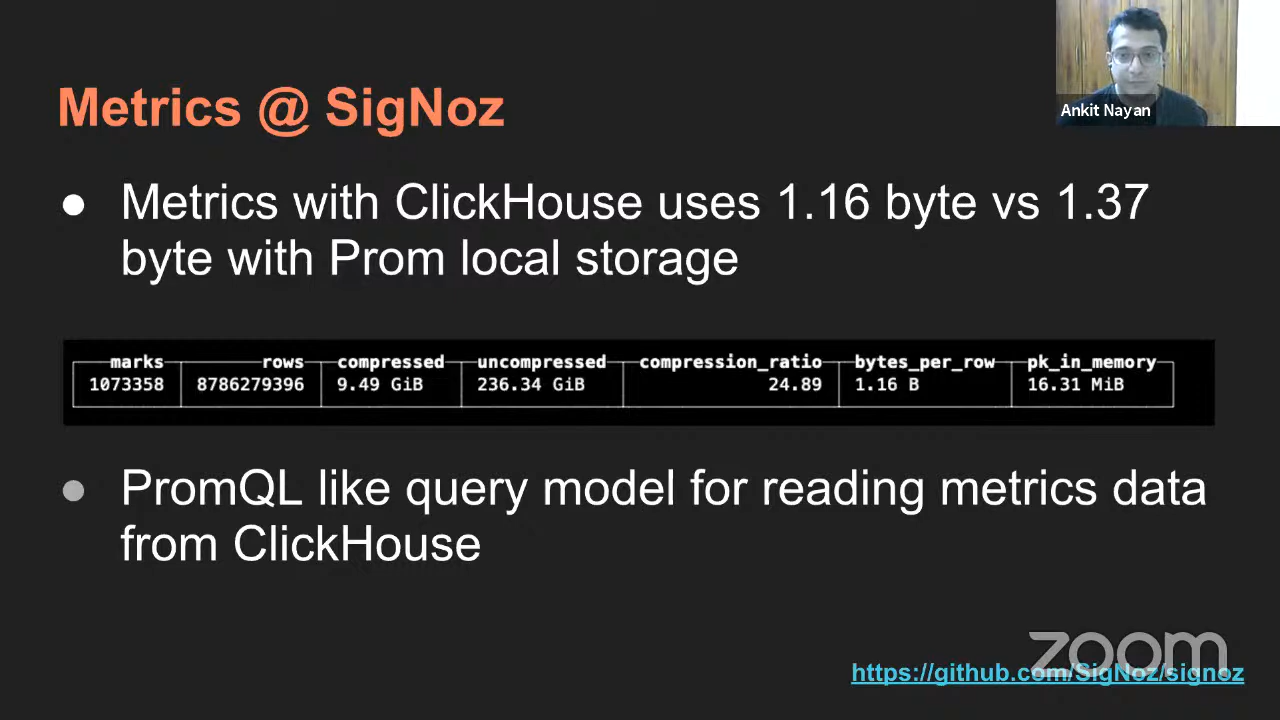 Ankit Nayan
Metrics @ SigNoz
● Metrics with ClickHouse uses 1.16 byte vs 1.37
byte with Prom local storage
marks rows compressed uncompressed compression_ratio bytes_per_row pk_in_memory
1073358 8786279396 9.49 GiB 236.34 GiB 24.89 1.16 B 16.31 MiB
● PromQL like query model for reading metrics data
from ClickHouse
zoom
https://github.com/SigNoz/signoz